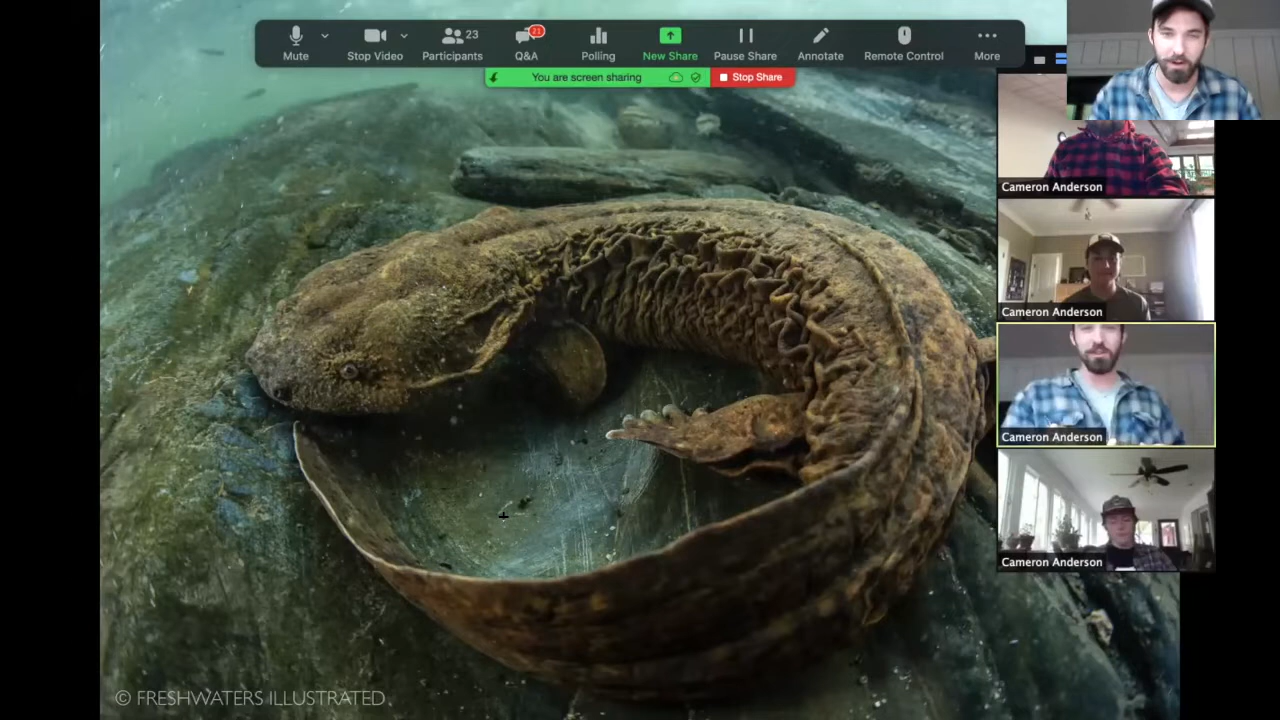 Mute
Stop Video
23
Participants
21
Q&A
Polling
New Share
Pause Share
Annotate
Remote Control
More
You are screen sharing
Stop Share
Cameron Anderson
Cameron Anderson
Cameron Anderson
Cameron Anderson
© FRESHWATERS ILLUSTRATED